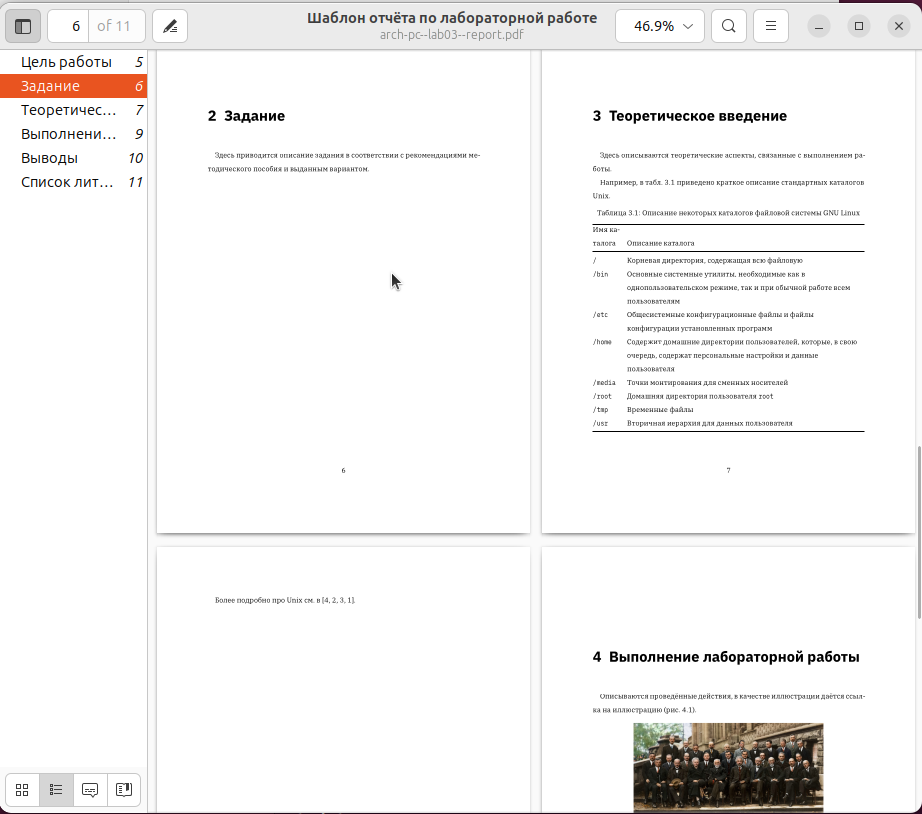 6 of 11
Шаблон отчёта по лабораторной работе
arch-pc--lab03--report.pdf
46.9%
Цель работы 5
Задание 6
Теоретичес… 7
Выполнени… 9
Выводы 10
Список лит… 11
2 Задание
Здесь приводится описание задания в соответствии с рекомендациями ме-
тодического пособия и выданным вариантом.
6
3 Теоретическое введение
Здесь описываются теоретические аспекты, связанные с выполнением ра-
боты.
Например, в табл. 3.1 приведено краткое описание стандартных каталогов
Unix.
Таблица 3.1: Описание некоторых каталогов файловой системы GNU Linux
Имя ка-
талога Описание каталога
/ Корневая директория, содержащая всю файловую
/bin Основные системные утилиты, необходимые как в
однопользовательском режиме, так и при обычной работе всем
пользователям
/etc Общесистемные конфигурационные файлы и файлы
конфигурации установленных программ
/home Содержит домашние директории пользователей, которые, в свою
очередь, содержат персональные настройки и данные
пользователя
/media Точки монтирования для сменных носителей
/root Домашняя директория пользователя root
/tmp Временные файлы
/usr Вторичная иерархия для данных пользователя
7
Более подробно про Unix см. в [4, 2, 3, 1].
4 Выполнение лабораторной работы
Описываются проведённые действия, в качестве иллюстрации даётся ссыл-
ка на иллюстрацию (рис. 4.1).